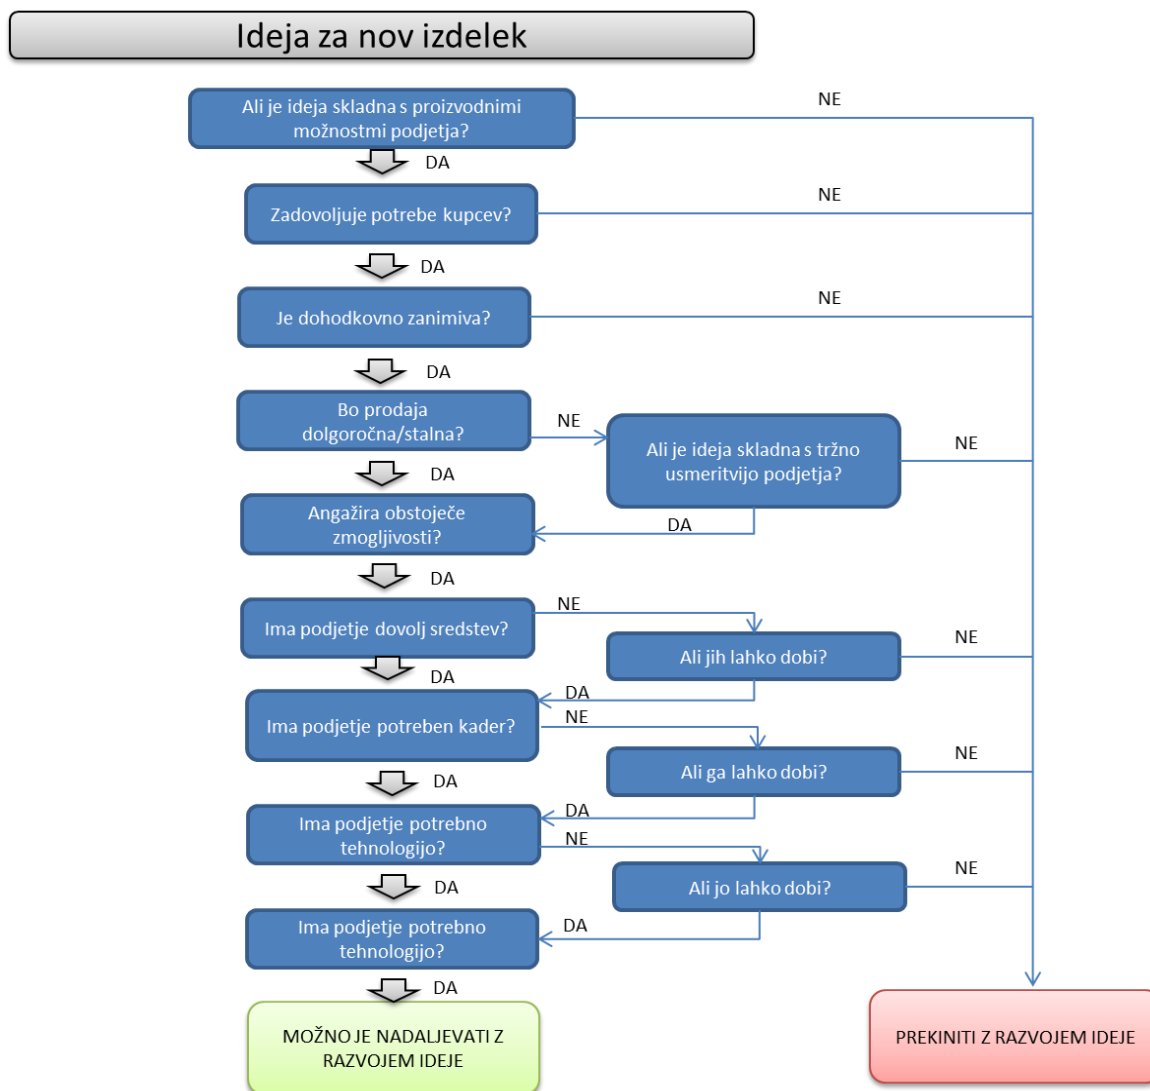 Ideja za nov izdelek
Ali je ideja skladna s proizvodnimi
možnostmi podjetja?
NE
DA
Zadovoljuje potrebe kupcev?
NE
DA
Je dohodkovno zanimiva?
NE
DA
Bo prodaja
dolgoročna/stalna?
NE
Ali je ideja skladna s tržno
usmeritvijo podjetja?
NE
DA
Angažira obstoječe
zmogljivosti?
DA
DA
Ima podjetje dovolj sredstev?
NE
Ali jih lahko dobi?
NE
DA
DA
Ima podjetje potreben kader?
NE
Ali ga lahko dobi?
NE
DA
DA
Ima podjetje potrebno
tehnologijo?
NE
Ali jo lahko dobi?
NE
DA
DA
Ima podjetje potrebno
tehnologijo?
DA
MOŽNO JE NADALJEVATI Z
RAZVOJEM IDEJE
PREKINITI Z RAZVOJEM IDEJE